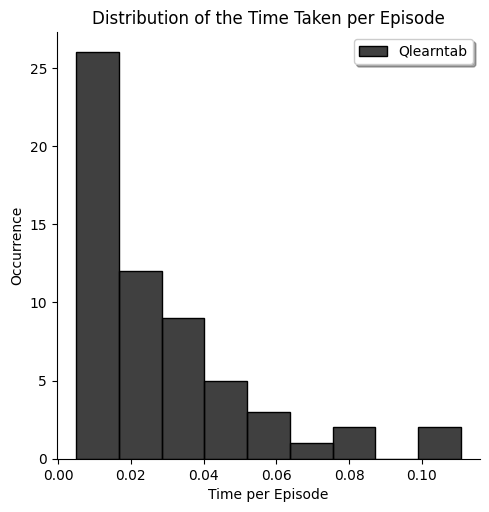 Distribution of the Time Taken per Episode
Qlearntab
25
20
15
10
5
0
Occurrence
0.00 0.02 0.04 0.06 0.08 0.10
Time per Episode